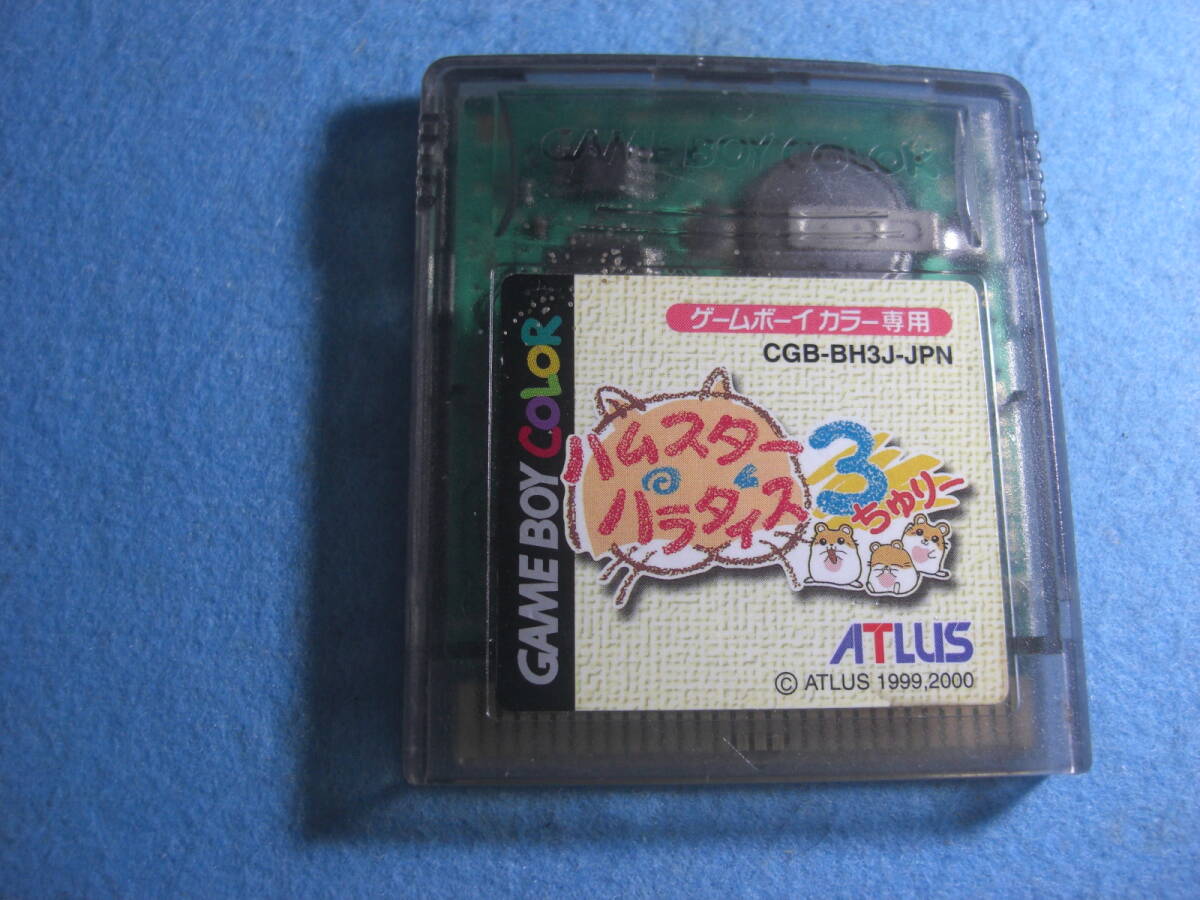 GAME BOY COLOR
GAME BOY COLOR
ゲームボーイカラー専用
CGB-BH3J-JPN
ハムスター
パラダイス
3
ちゅりー
ATLUS
© ATLUS 1999,2000